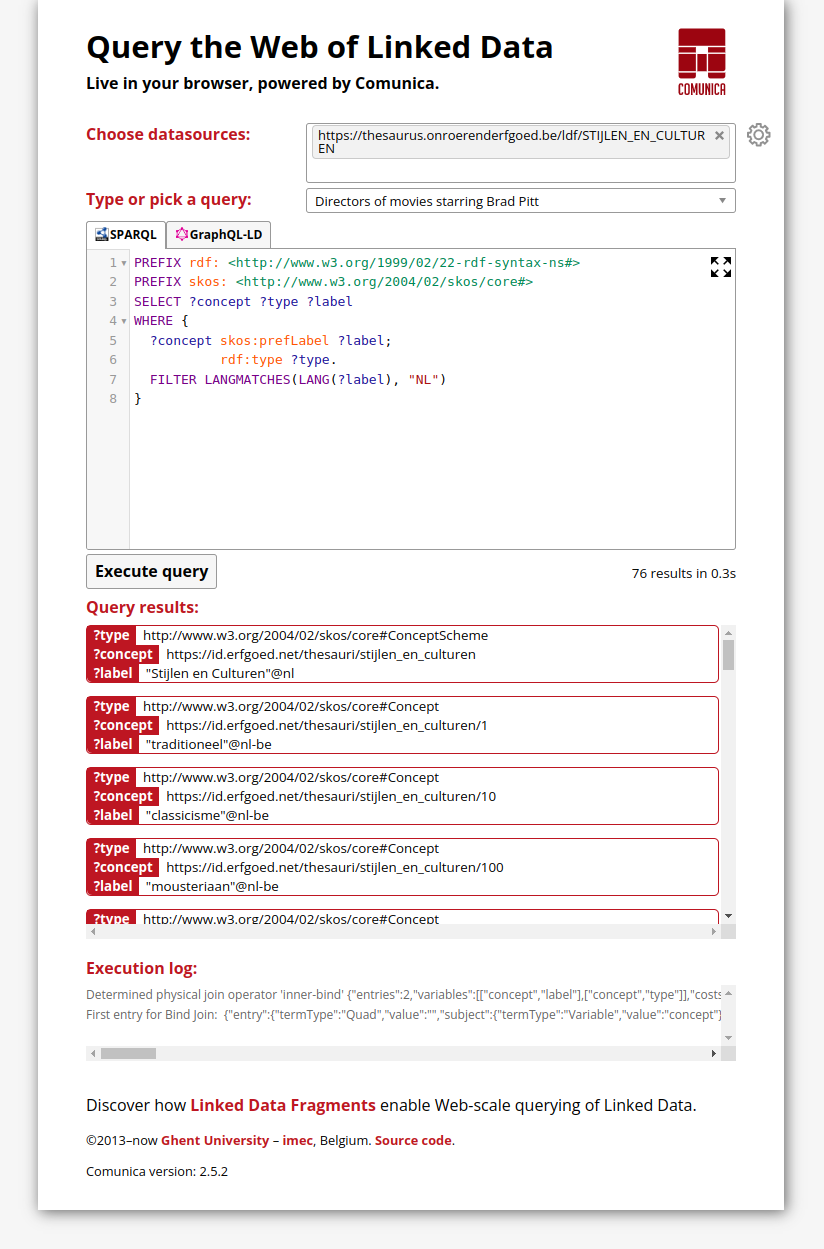 Query the Web of Linked Data
Live in your browser, powered by Comunica.
COMUNICA
Choose datasources:
https://thesaurus.onroerenderfgoed.be/ldf/STIJLEN_EN_CULTUR
EN
Type or pick a query:
Directors of movies starring Brad Pitt
SPARQL
GraphQL-LD
1 PREFIX rdf: <http://www.w3.org/1999/02/22-rdf-syntax-ns#>
2 PREFIX skos: <http://www.w3.org/2004/02/skos/core#>
3 SELECT ?concept ?type ?label
4 WHERE {
5   ?concept skos:prefLabel ?label;
6            rdf:type ?type.
7   FILTER LANGMATCHES(LANG(?label), "NL")
8 }
Execute query
76 results in 0.3s
Query results:
?type http://www.w3.org/2004/02/skos/core#ConceptScheme
?concept https://id.erfgoed.net/thesauri/stijlen_en_culturen
?label "Stijlen en Culturen"@nl
?type http://www.w3.org/2004/02/skos/core#Concept
?concept https://id.erfgoed.net/thesauri/stijlen_en_culturen/1
?label "traditioneel"@nl-be
?type http://www.w3.org/2004/02/skos/core#Concept
?concept https://id.erfgoed.net/thesauri/stijlen_en_culturen/10
?label "classicisme"@nl-be
?type http://www.w3.org/2004/02/skos/core#Concept
?concept https://id.erfgoed.net/thesauri/stijlen_en_culturen/100
?label "mousteriaan"@nl-be
?type http://www.w3.org/2004/02/skos/core#Concept
Execution log:
Determined physical join operator 'inner-bind' {"entries":2,"variables":[["concept","label"],["concept","type"]],"costs
First entry for Bind Join:  {"entry":{"termType":"Quad","value":"","subject":{"termType":"Variable","value":"concept"}
Discover how Linked Data Fragments enable Web-scale querying of Linked Data.
©2013–now Ghent University – imec, Belgium. Source code.
Comunica version: 2.5.2